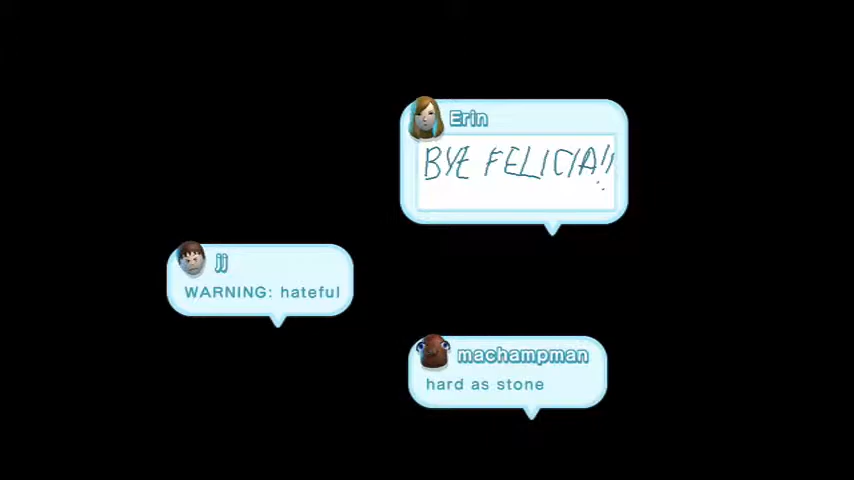 Erin
BYE FELICIA!!
jj
WARNING: hateful
machampman
hard as stone